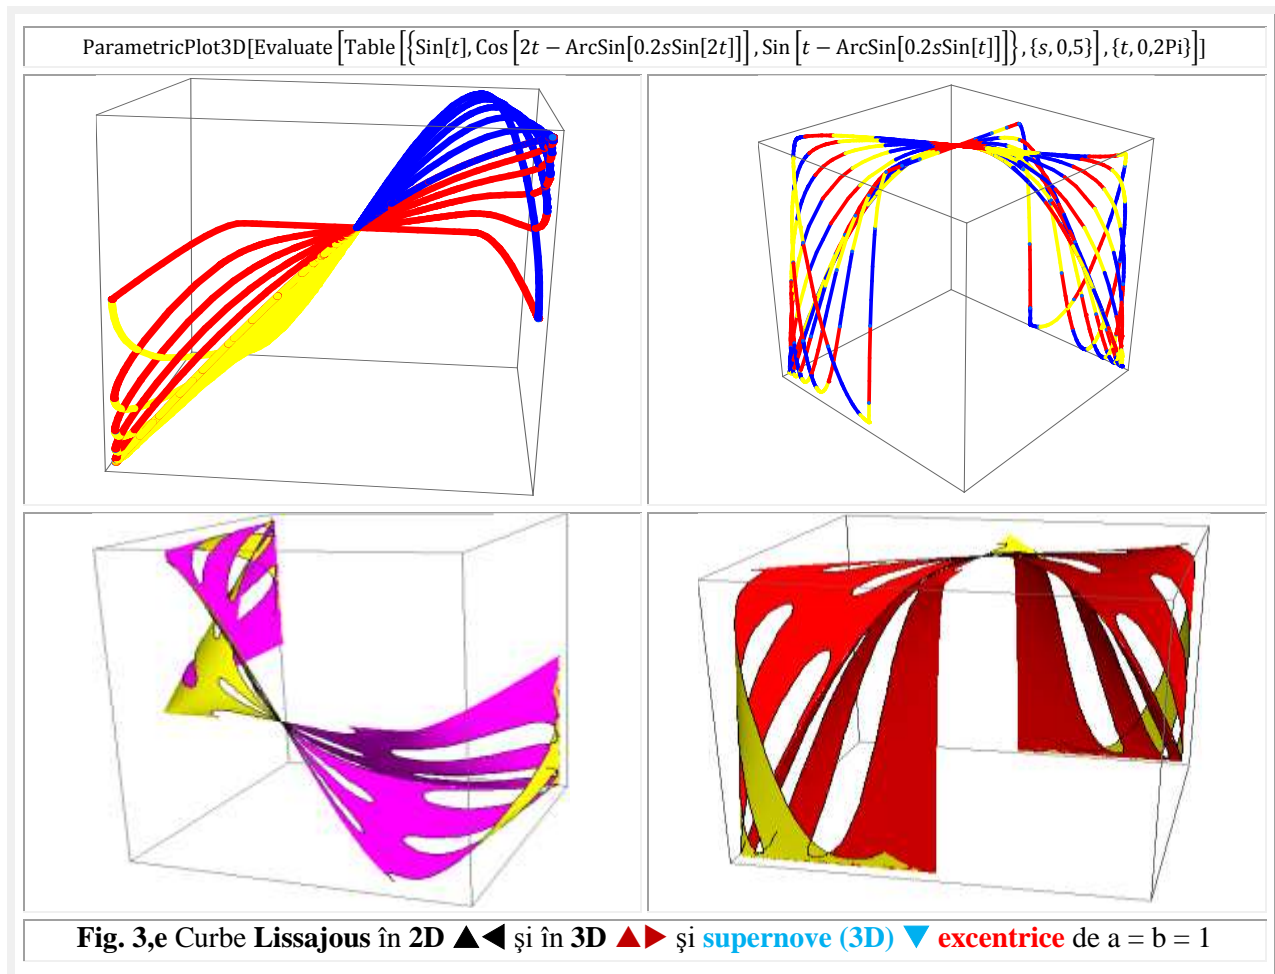 ParametricPlot3D[Evaluate [Table [{Sin[t], Cos [2t − ArcSin[0.2sSin[2t]]] , Sin [t − ArcSin[0.2sSin[t]]]} , {s, 0,5}] , {t, 0,2Pi}]]
Fig. 3,e Curbe Lissajous în 2D ▲◄ şi în 3D ▲► şi supernove (3D) ▼ excentrice de a = b = 1